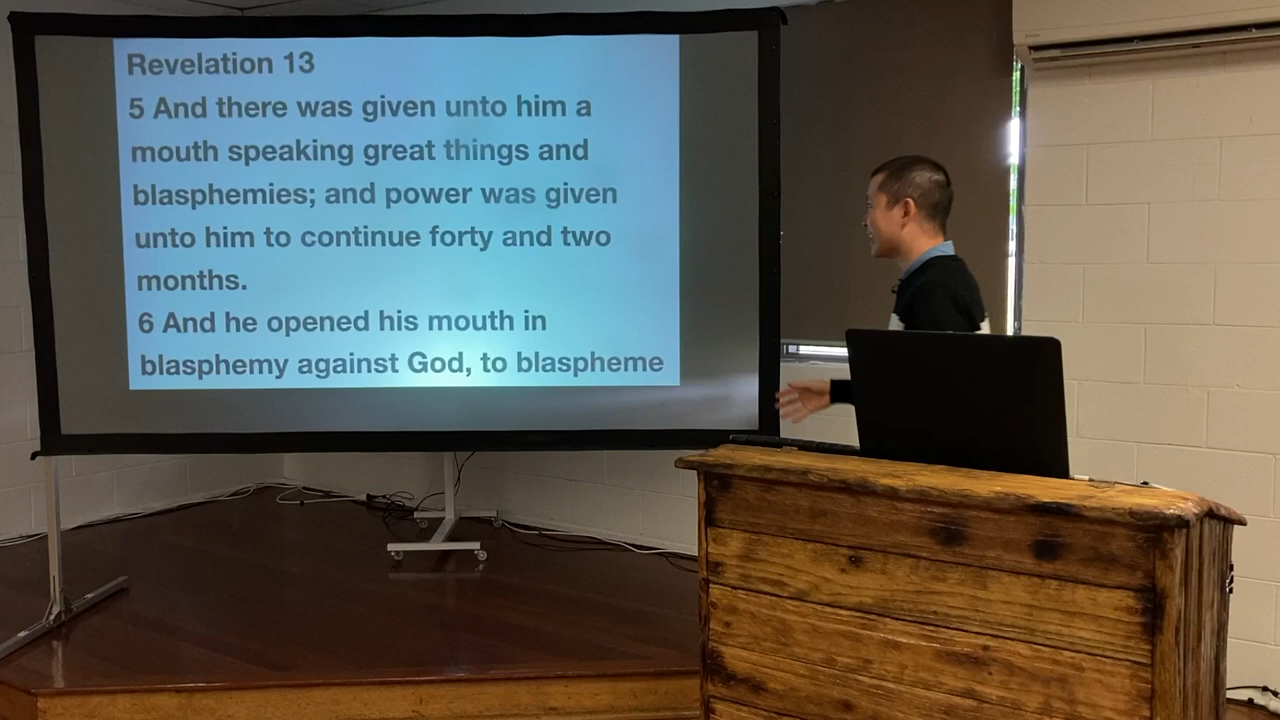 Revelation 13
5 And there was given unto him a
mouth speaking great things and
blasphemies; and power was given
unto him to continue forty and two
months.
6 And he opened his mouth in
blasphemy against God, to blaspheme